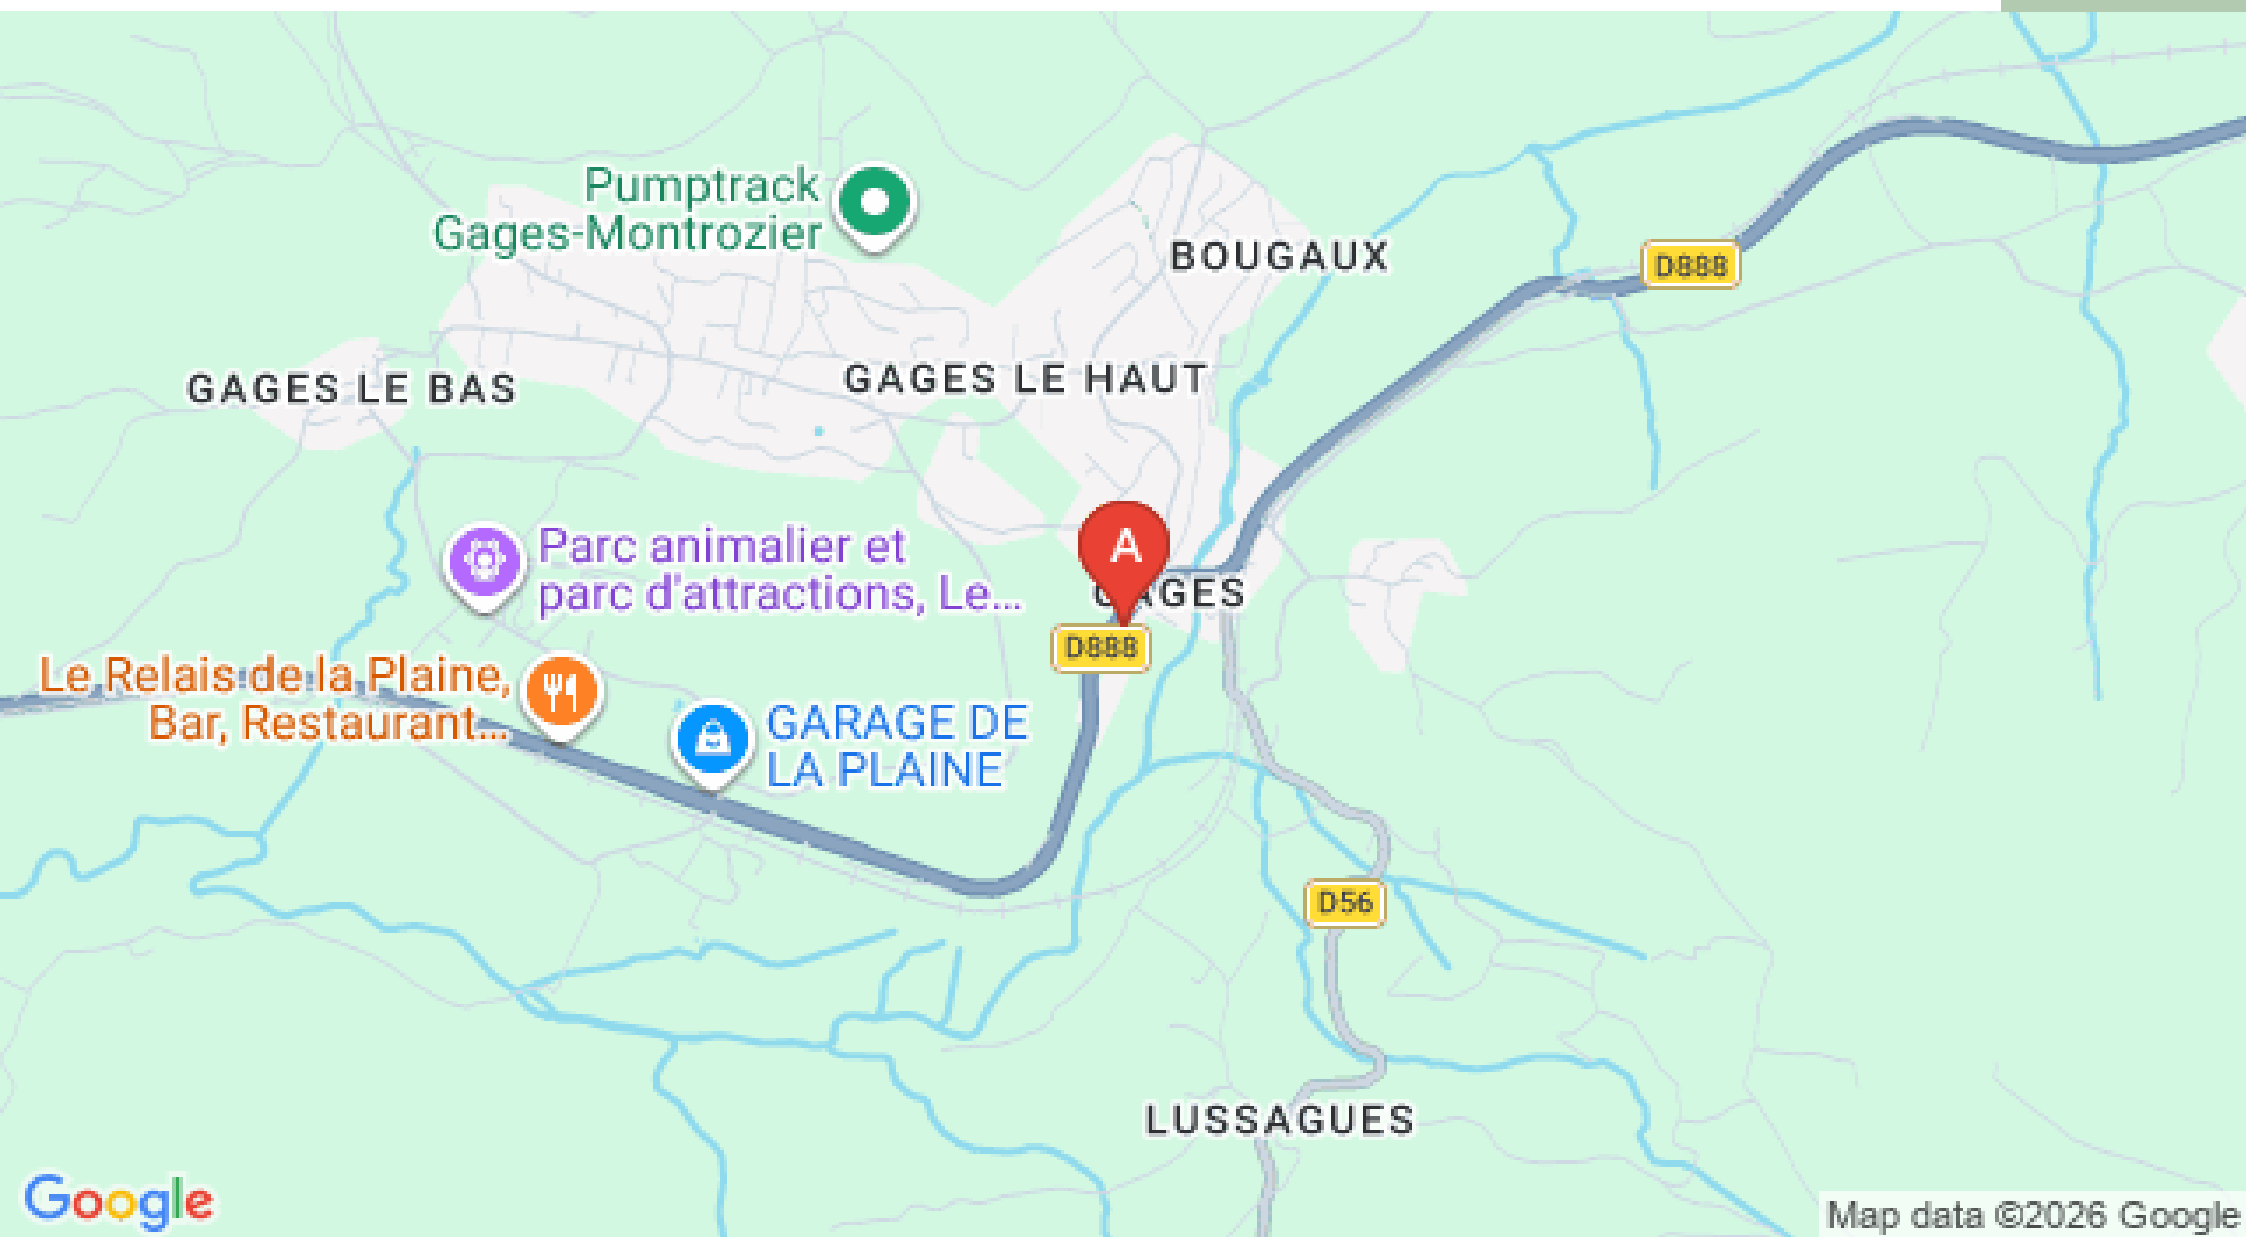 Pumptrack
Gages-Montrozier
BOUGAUX
D888
GAGES LE BAS
GAGES LE HAUT
Parc animalier et
parc d'attractions, Le...
A
GAGES
D888
Le Relais de la Plaine,
Bar, Restaurant...
GARAGE DE
LA PLAINE
D56
LUSSAGUES
Google
Map data ©2026 Google